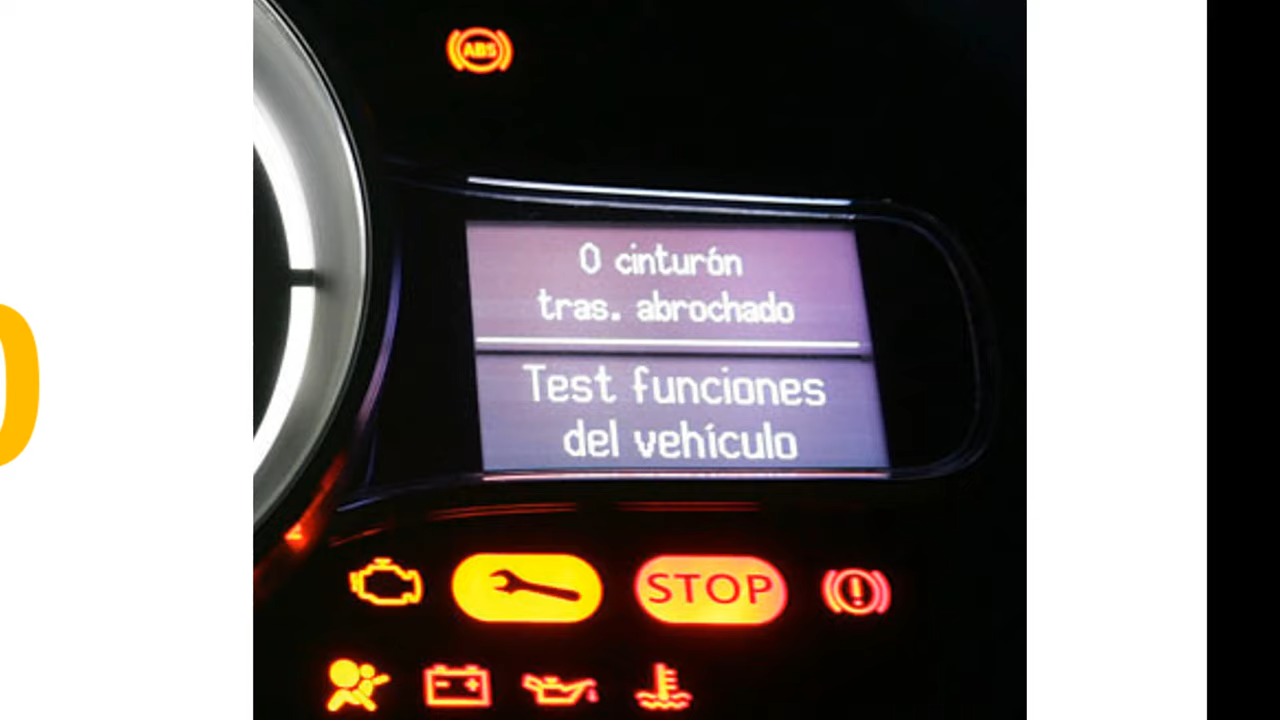 ABS
0 cinturón
tras. abrochado
Test funciones
del vehículo
STOP